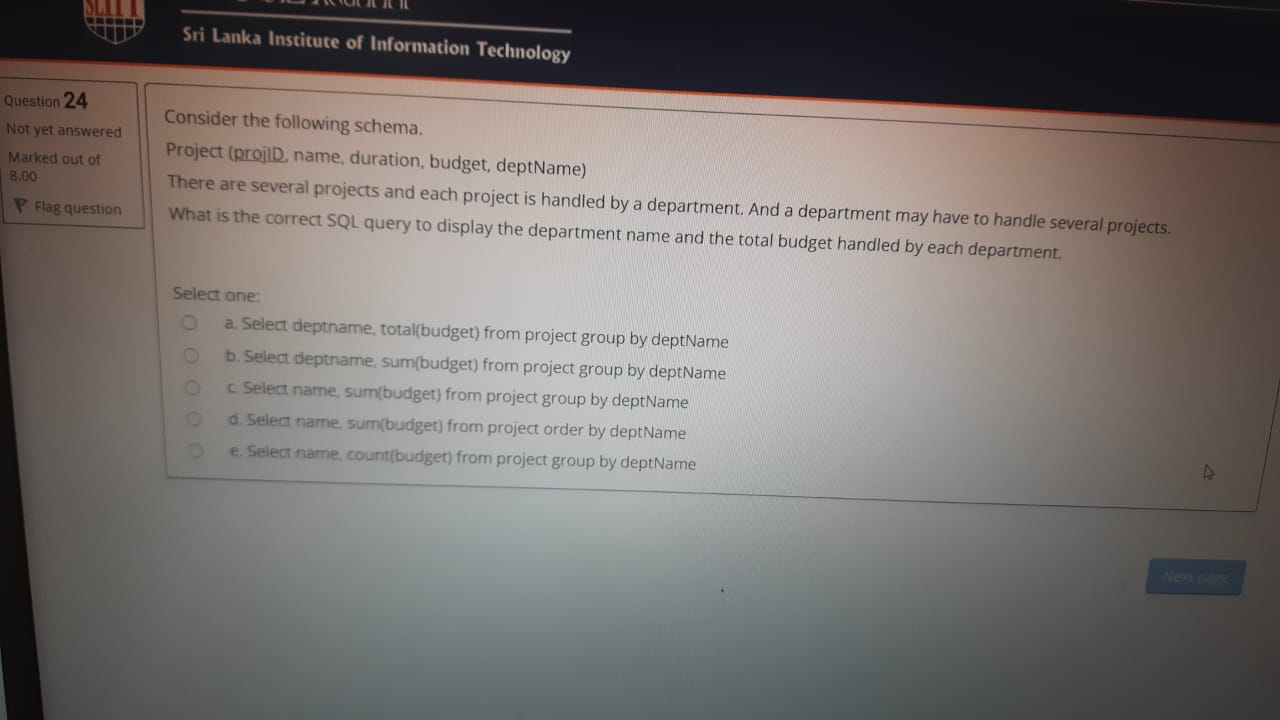 SLIIT
Sri Lanka Institute of Information Technology
Question 24
Not yet answered
Marked out of
8.00
Flag question
Consider the following schema.
Project (projID, name, duration, budget, deptName)
There are several projects and each project is handled by a department. And a department may have to handle several projects.
What is the correct SQL query to display the department name and the total budget handled by each department.
Select one:
a. Select deptname, total(budget) from project group by deptName
b. Select deptname, sum(budget) from project group by deptName
c. Select name, sum(budget) from project group by deptName
d. Select name, sum(budget) from project order by deptName
e. Select name, count(budget) from project group by deptName
Next page